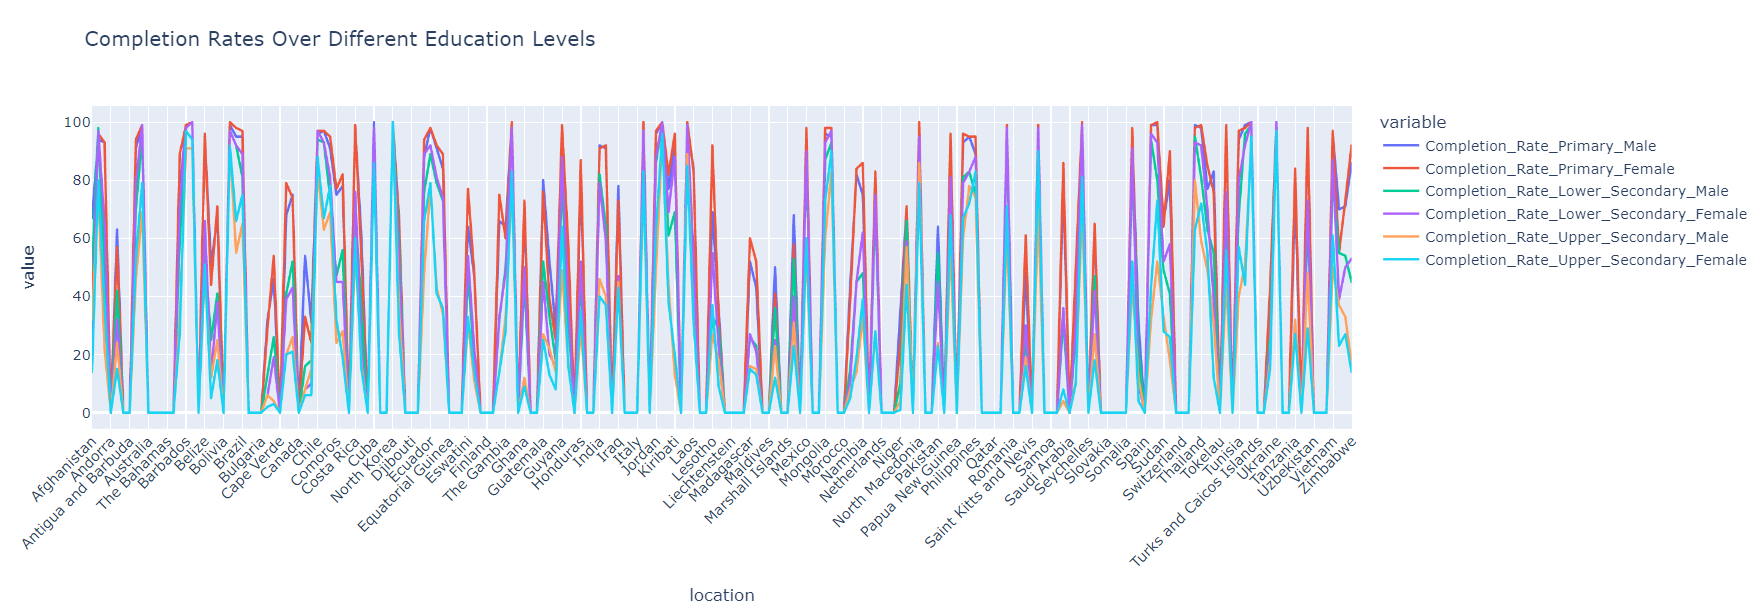 Completion Rates Over Different Education Levels
value
100
80
60
40
20
0
Afghanistan
Andorra
Antigua and Barbuda
Australia
The Bahamas
Barbados
Belize
Bolivia
Brazil
Bulgaria
Cape Verde
Canada
Chile
Comoros
Costa Rica
Cuba
North Korea
Djibouti
Ecuador
Equatorial Guinea
Eswatini
Finland
The Gambia
Ghana
Guatemala
Guyana
Honduras
India
Iraq
Italy
Jordan
Kiribati
Laos
Lesotho
Liechtenstein
Madagascar
Maldives
Marshall Islands
Mexico
Mongolia
Morocco
Namibia
Netherlands
Niger
North Macedonia
Pakistan
Papua New Guinea
Philippines
Qatar
Romania
Saint Kitts and Nevis
Samoa
Saudi Arabia
Seychelles
Slovakia
Somalia
Spain
Sudan
Switzerland
Thailand
Tokelau
Tunisia
Turks and Caicos Islands
Ukraine
Tanzania
Uzbekistan
Vietnam
Zimbabwe
location
variable
Completion_Rate_Primary_Male
Completion_Rate_Primary_Female
Completion_Rate_Lower_Secondary_Male
Completion_Rate_Lower_Secondary_Female
Completion_Rate_Upper_Secondary_Male
Completion_Rate_Upper_Secondary_Female